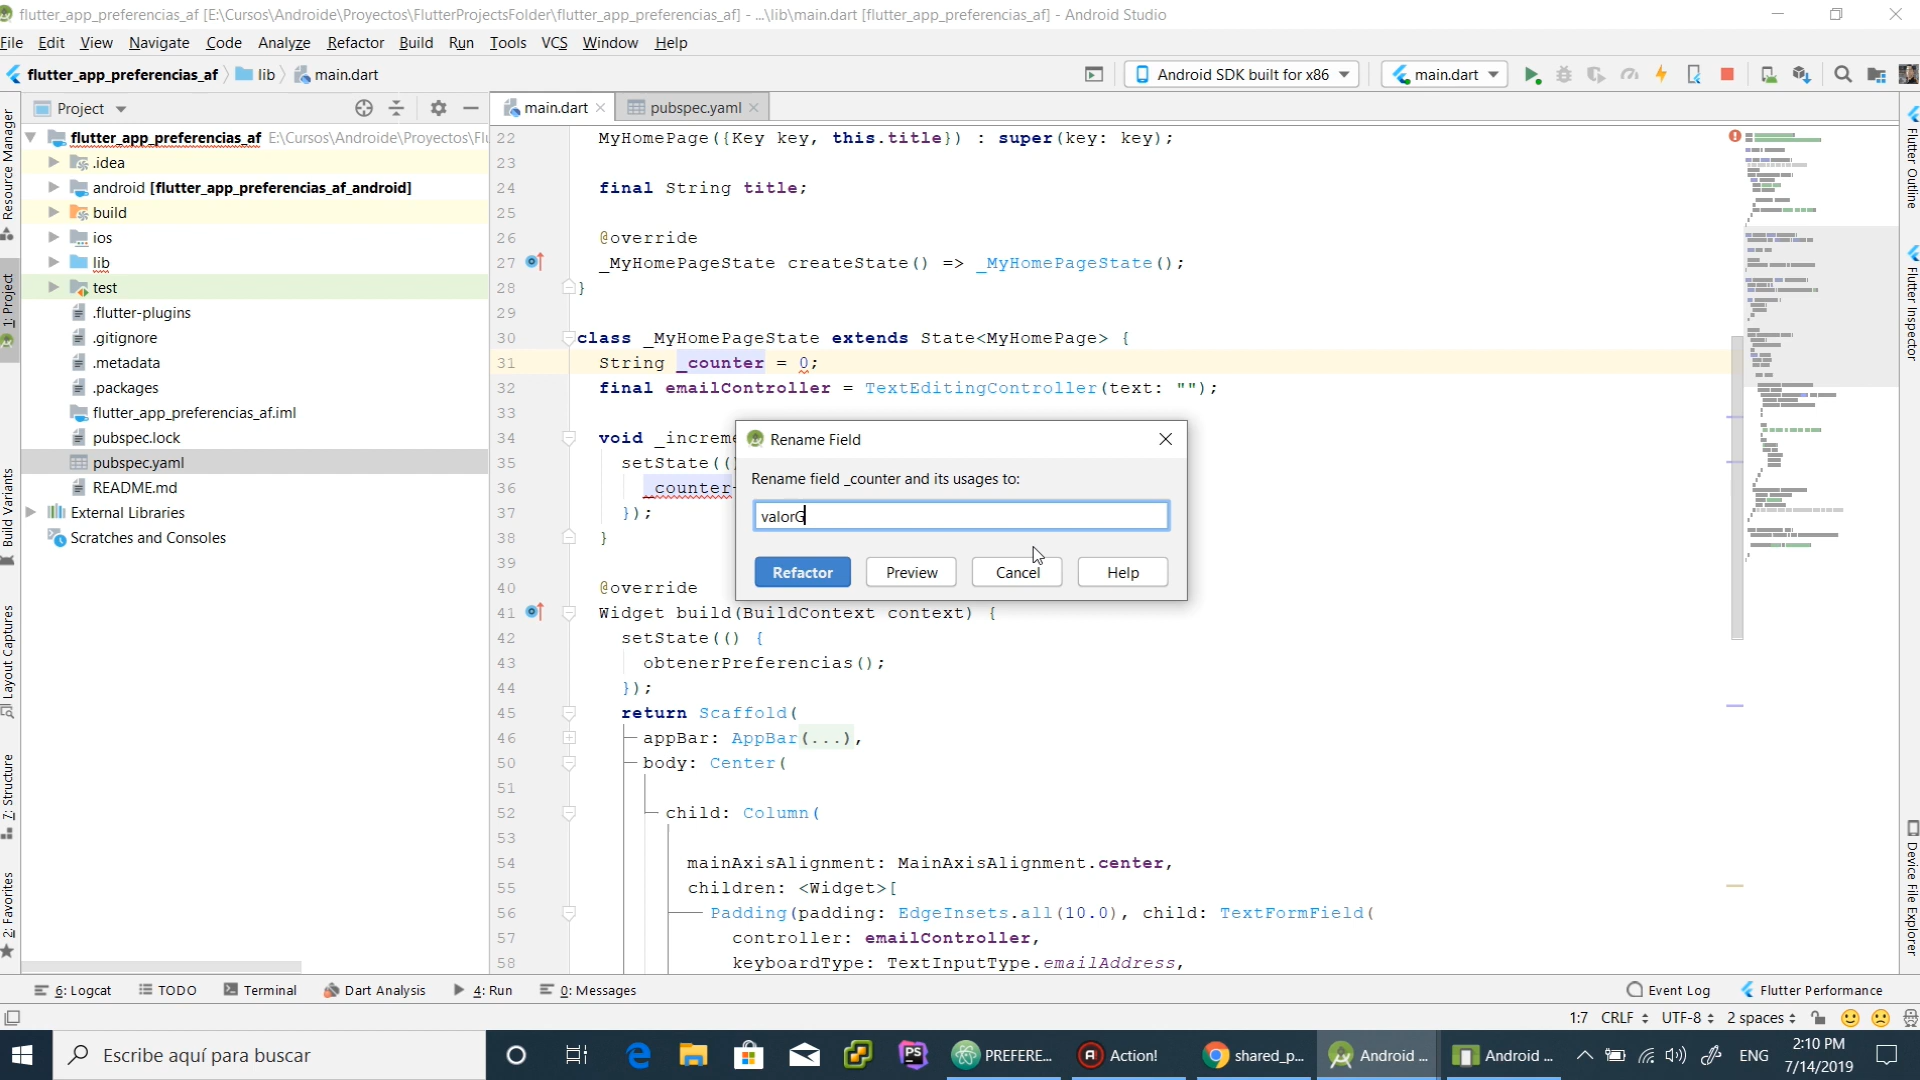 flutter_app_preferencias_af [E:\Cursos\Androide\Proyectos\FlutterProjectsFolder\flutter_app_preferencias_af] - ...\lib\main.dart [flutter_app_preferencias_af] - Android Studio
File Edit View Navigate Code Analyze Refactor Build Run Tools VCS Window Help
flutter_app_preferencias_af lib main.dart
Android SDK built for x86 main.dart
Project
main.dart pubspec.yaml
Resource Manager
1: Project
Build Variants
Layout Captures
7: Structure
2: Favorites
flutter_app_preferencias_af E:\Cursos\Androide\Proyectos\Flu
.idea
android [flutter_app_preferencias_af_android]
build
ios
lib
test
.flutter-plugins
.gitignore
.metadata
.packages
flutter_app_preferencias_af.iml
pubspec.lock
pubspec.yaml
README.md
External Libraries
Scratches and Consoles
22 MyHomePage({Key key, this.title}) : super(key: key);
23
24 final String title;
25
26 @override
27 _MyHomePageState createState() => _MyHomePageState();
28 }
29
30 class _MyHomePageState extends State<MyHomePage> {
31 String _counter = 0;
32 final emailController = TextEditingController(text: "");
33
34 void _increme
35 setState(()
36 _counter
37 });
38 }
39
40 @override
41 Widget build(BuildContext context) {
42 setState(() {
43 obtenerPreferencias();
44 });
45 return Scaffold(
46 appBar: AppBar(...),
50 body: Center(
51
52 child: Column(
53
54 mainAxisAlignment: MainAxisAlignment.center,
55 children: <Widget>[
56 Padding(padding: EdgeInsets.all(10.0), child: TextFormField(
57 controller: emailController,
58 keyboardType: TextInputType.emailAddress,
Rename Field
Rename field _counter and its usages to:
valorG
Refactor Preview Cancel Help
Flutter Outline
Flutter Inspector
Device File Explorer
6: Logcat TODO Terminal Dart Analysis 4: Run 0: Messages Event Log Flutter Performance
1:7 CRLF UTF-8 2 spaces
Escribe aquí para buscar
PS
PREFERE...
Action!
shared_p...
Android ...
Android ...
ENG
2:10 PM
7/14/2019